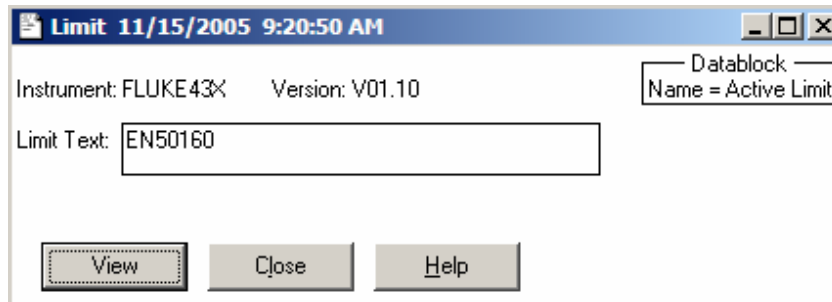 Limit 11/15/2005 9:20:50 AM
Datablock
Instrument: FLUKE43X Version: V01.10 Name = Active Limit
Limit Text: EN50160
View Close Help